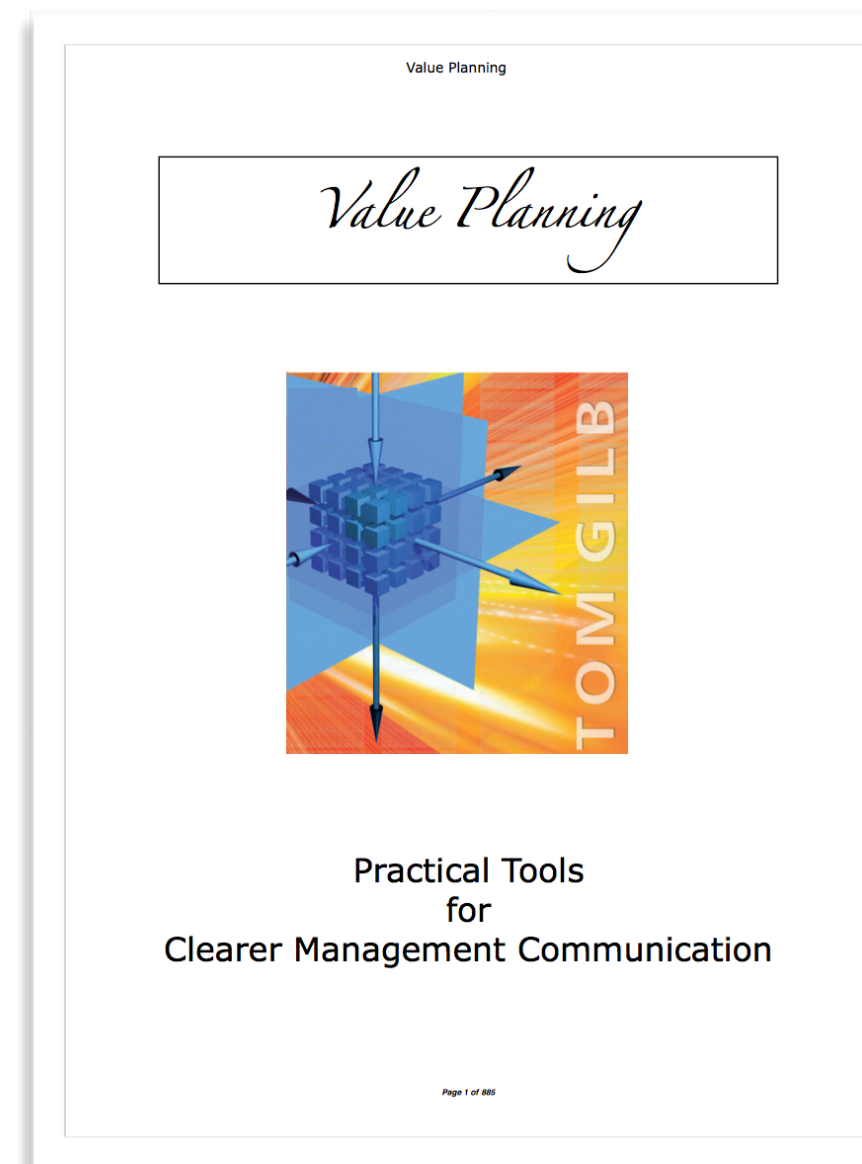 Value Planning
Value Planning
TOM GILB
Practical Tools
for
Clearer Management Communication
Page 1 of 885